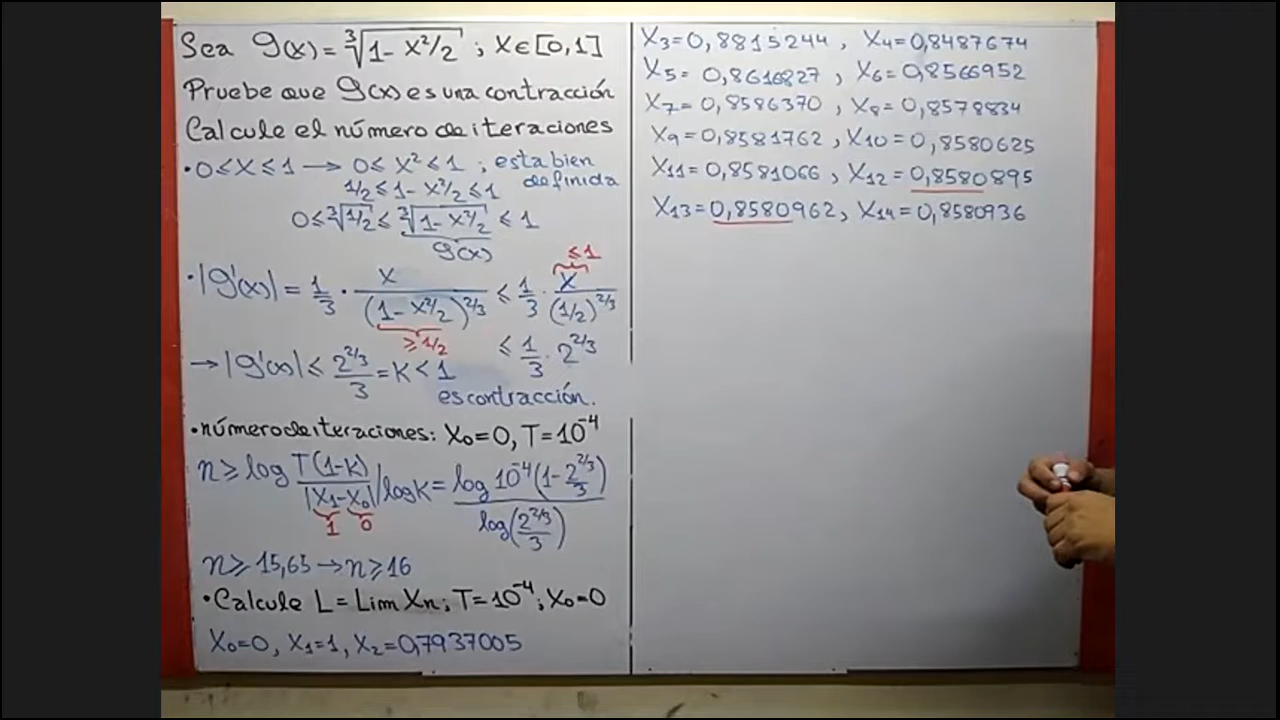 Sea g(x) = ∛(1-x²/2) ; x∈[0,1]
Pruebe que g(x) es una contracción
Calcule el número de iteraciones
• 0≤x≤1 → 0≤x²≤1 ; esta bien definida
1/2 ≤ 1-x²/2 ≤ 1
0 ≤ ∛(1/2) ≤ ∛(1-x²/2) ≤ 1
g(x)
≤1
• |g'(x)| = 1/3 · x/(1-x²/2)^(2/3) ≤ 1/3 · x/(1/2)^(2/3)
≥1/2
≤ 1/3 · 2^(2/3)
→ |g'(x)| ≤ 2^(2/3)/3 = K < 1
es contracción.
• número de iteraciones: X0=0, T=10⁻⁴
n ≥ log T(1-K)/|X1-X0| / log K = log 10⁻⁴(1-2^(2/3)/3) / log(2^(2/3)/3)
1 0
n ≥ 15,65 → n ≥ 16
• Calcule L = Lim Xn ; T=10⁻⁴ ; X0=0
X0=0, X1=1, X2=0,7937005
X3=0,8815244 , X4=0,8487674
X5=0,8616827 , X6=0,8566952
X7=0,8586370 , X8=0,8578834
X9=0,8581762 , X10=0,8580625
X11=0,8581066 , X12=0,8580895
X13=0,8580962, X14=0,8580936